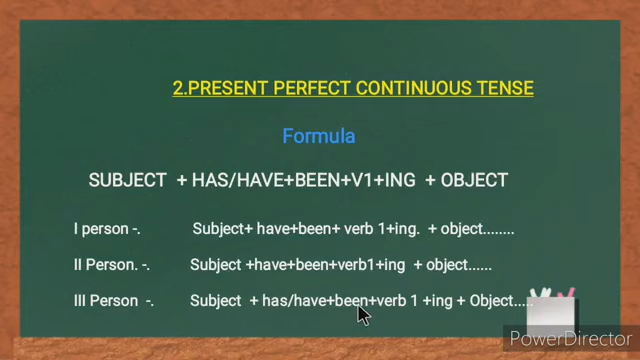 2.PRESENT PERFECT CONTINUOUS TENSE
Formula
SUBJECT + HAS/HAVE+BEEN+V1+ING + OBJECT
I person -. Subject+ have+been+ verb 1+ing. + object........
II Person. -. Subject +have+been+verb1+ing + object......
III Person -. Subject + has/have+been+verb 1 +ing + Object.....
PowerDirector